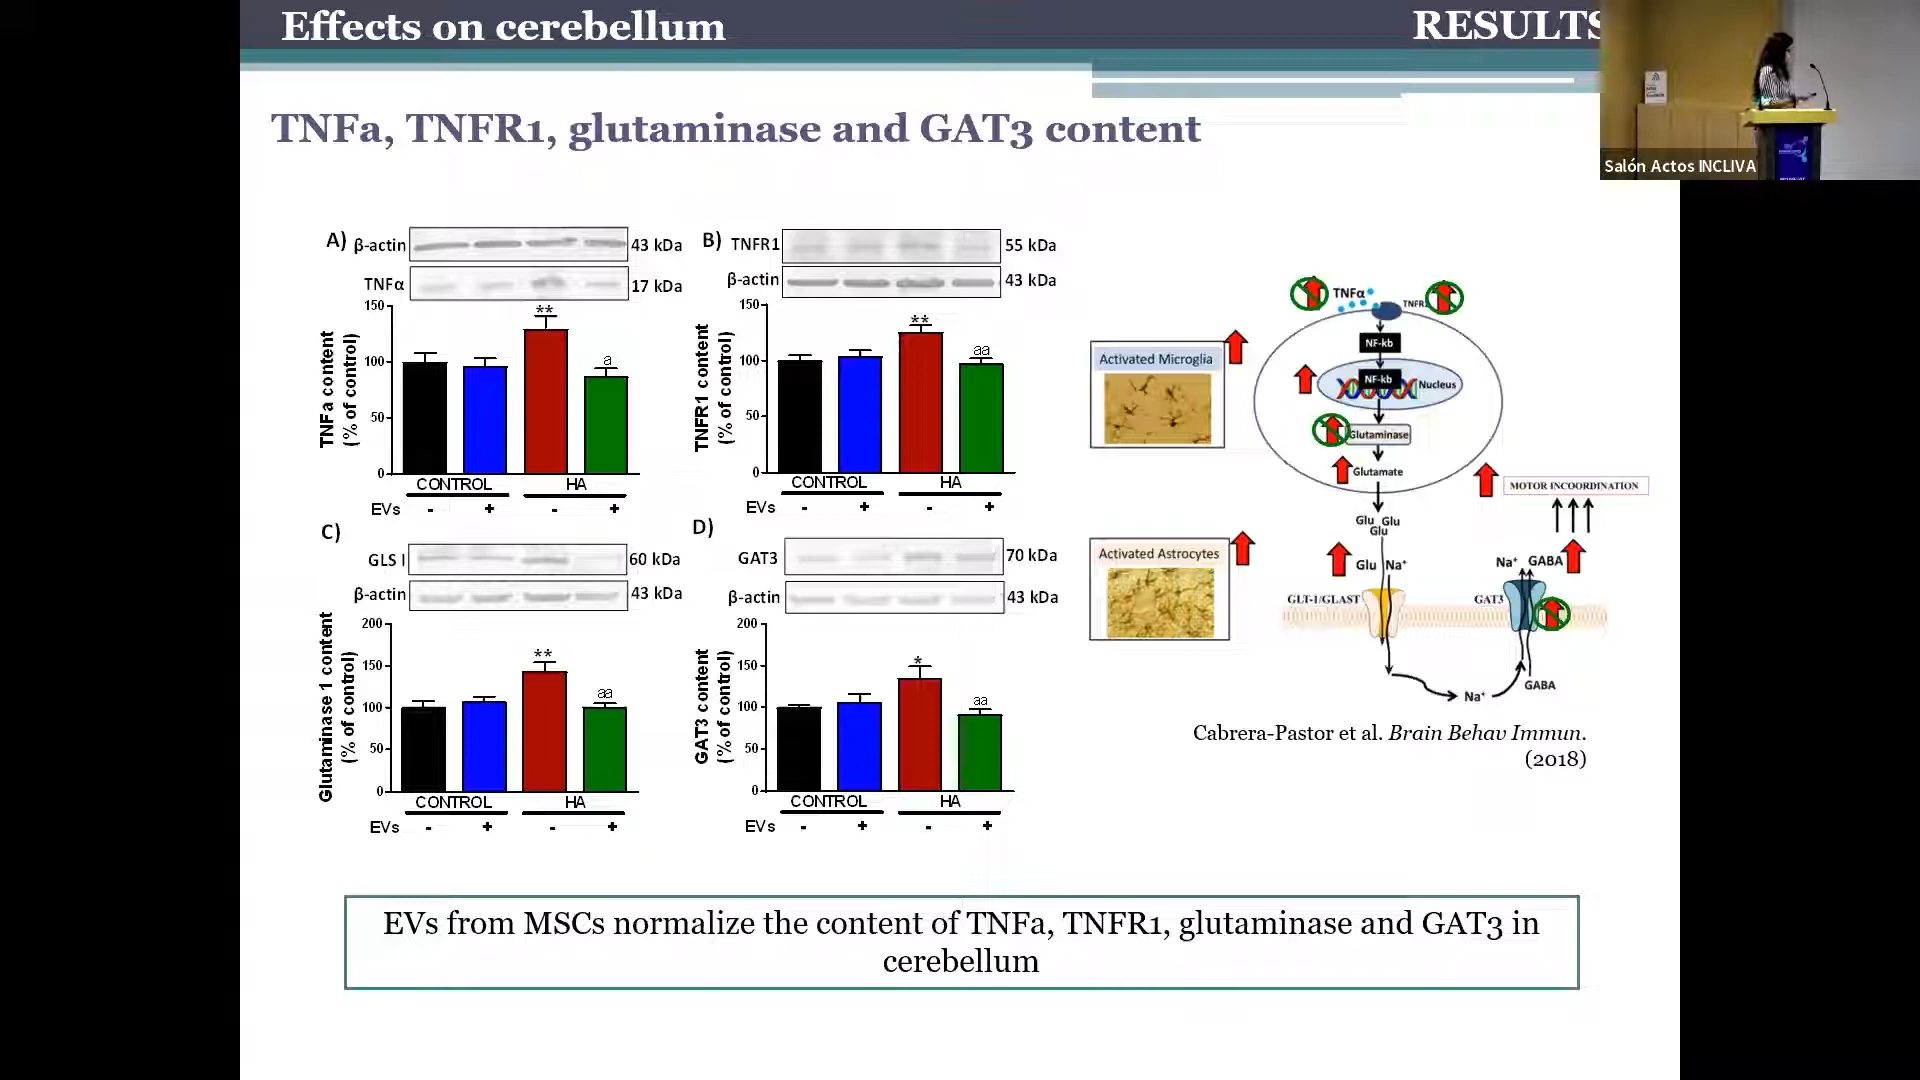 Effects on cerebellum
RESULTS
Salón Actos INCLIVA
TNFa, TNFR1, glutaminase and GAT3 content
A)
β-actin
43 kDa
TNFα
17 kDa
150
100
50
0
TNFa content
(% of control)
**
a
CONTROL
HA
EVs
-
+
-
+
B)
TNFR1
55 kDa
β-actin
43 kDa
150
100
50
0
TNFR1 content
(% of control)
**
aa
CONTROL
HA
EVs
-
+
-
+
C)
GLS I
60 kDa
β-actin
43 kDa
200
150
100
50
0
Glutaminase 1 content
(% of control)
**
aa
CONTROL
HA
EVs
-
+
-
+
D)
GAT3
70 kDa
β-actin
43 kDa
200
150
100
50
0
GAT3 content
(% of control)
*
aa
CONTROL
HA
EVs
-
+
-
+
Activated Microglia
Activated Astrocytes
TNFα
NF-kb
NF-kb
Nucleus
Glutaminase
Glutamate
MOTOR INCOORDINATION
Glu Glu
Glu
Glu Na⁺
Na⁺ GABA
GLT-1/GLAST
GAT3
GABA
Na⁺
Cabrera-Pastor et al. Brain Behav Immun.
(2018)
EVs from MSCs normalize the content of TNFa, TNFR1, glutaminase and GAT3 in
cerebellum